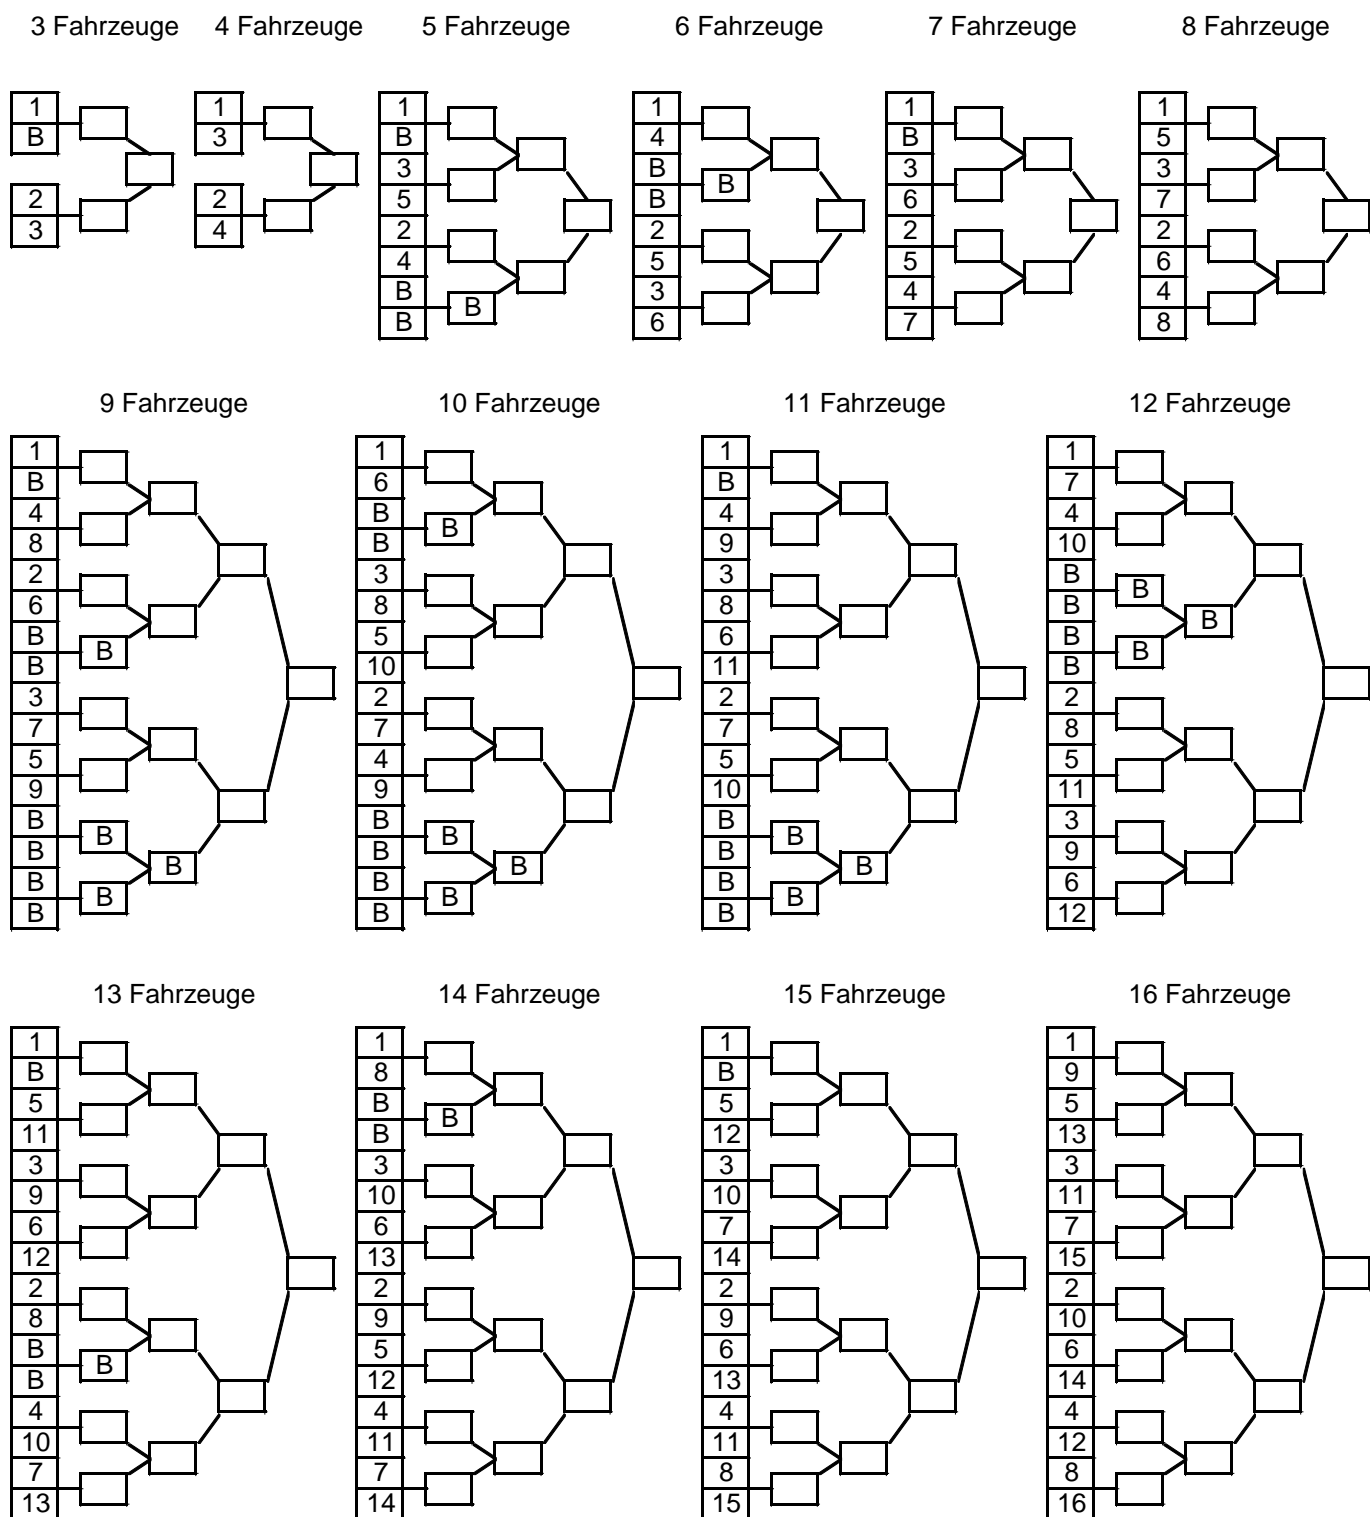 3 Fahrzeuge 4 Fahrzeuge 5 Fahrzeuge 6 Fahrzeuge 7 Fahrzeuge 8 Fahrzeuge
1 1 1 1 1 1
B 3 B 4 B 5
3 B 3 3
B B
2 2 5 B 6 7
3 4 2 2 2 2
4 5 5 6
B 3 4 4
B
B 6 7 8
9 Fahrzeuge 10 Fahrzeuge 11 Fahrzeuge 12 Fahrzeuge
1 1 1 1
B 6 B 7
4 B 4 4
B
8 B 9 10
2 3 3 B
B
6 8 8 B
B 5 6 B
B
B B
B 10 11 B
3 2 2 2
7 7 7 8
5 4 5 5
9 9 10 11
B B B 3
B B B
B B B 9
B B B
B B B 6
B B B
B B B 12
13 Fahrzeuge 14 Fahrzeuge 15 Fahrzeuge 16 Fahrzeuge
1 1 1 1
B 8 B 9
5 B 5 5
B
11 B 12 13
3 3 3 3
9 10 10 11
6 6 7 7
12 13 14 15
2 2 2 2
8 9 9 10
B 5 6 6
B
B 12 13 14
4 4 4 4
10 11 11 12
7 7 8 8
13 14 15 16